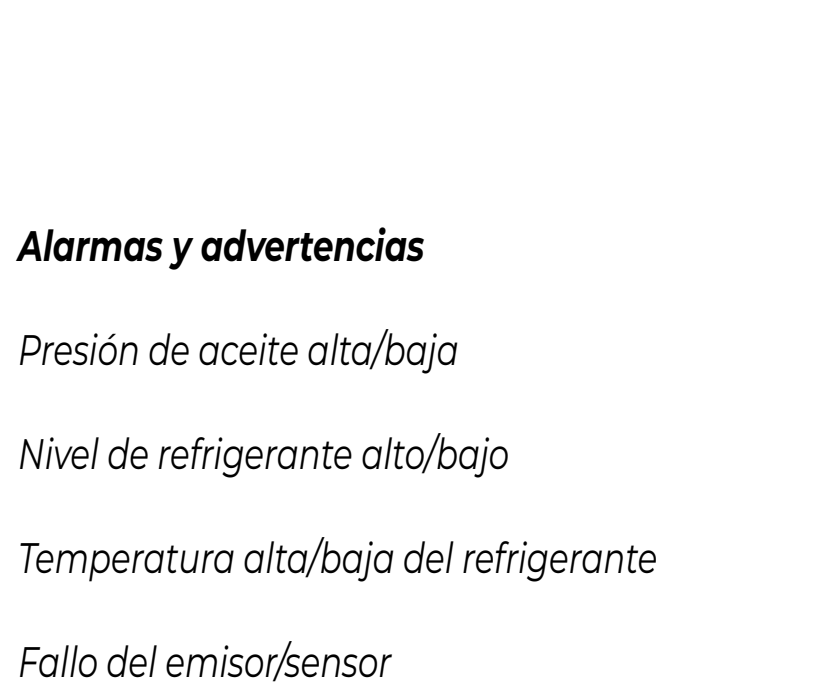 Alarmas y advertencias
Presión de aceite alta/baja
Nivel de refrigerante alto/bajo
Temperatura alta/baja del refrigerante
Fallo del emisor/sensor